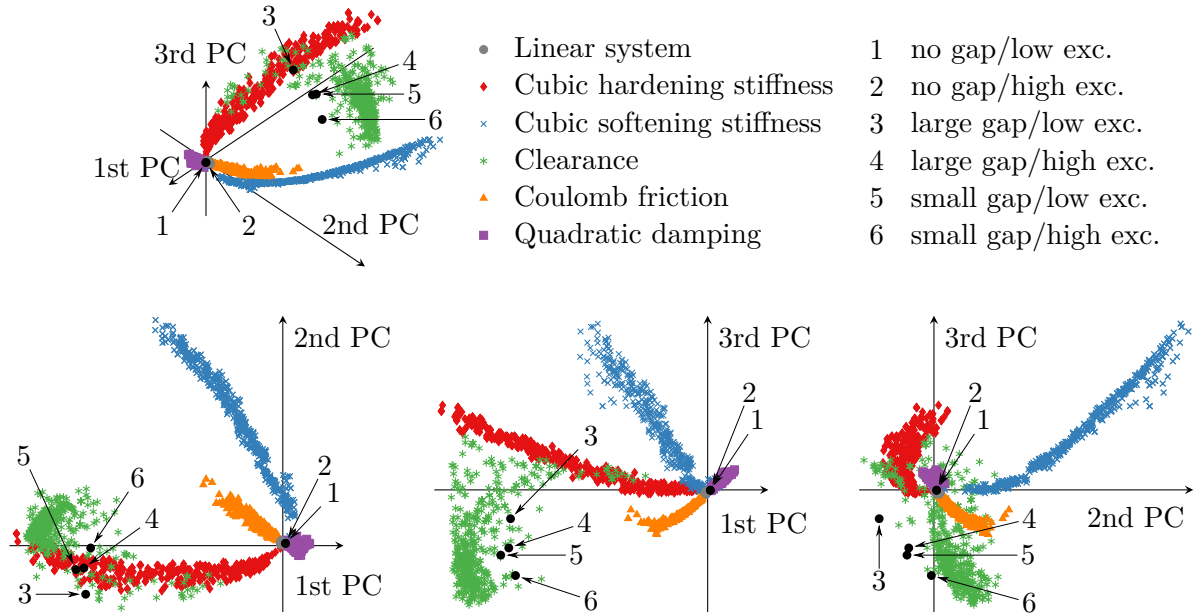 3rd PC
1st PC
2nd PC
1
2
3
4
5
6
Linear system
Cubic hardening stiffness
Cubic softening stiffness
Clearance
Coulomb friction
Quadratic damping
1 no gap/low exc.
2 no gap/high exc.
3 large gap/low exc.
4 large gap/high exc.
5 small gap/low exc.
6 small gap/high exc.
2nd PC
1st PC
5
6
4
3
2
1
3rd PC
1st PC
3
2
1
4
5
6
3rd PC
2nd PC
2
1
3
4
5
6